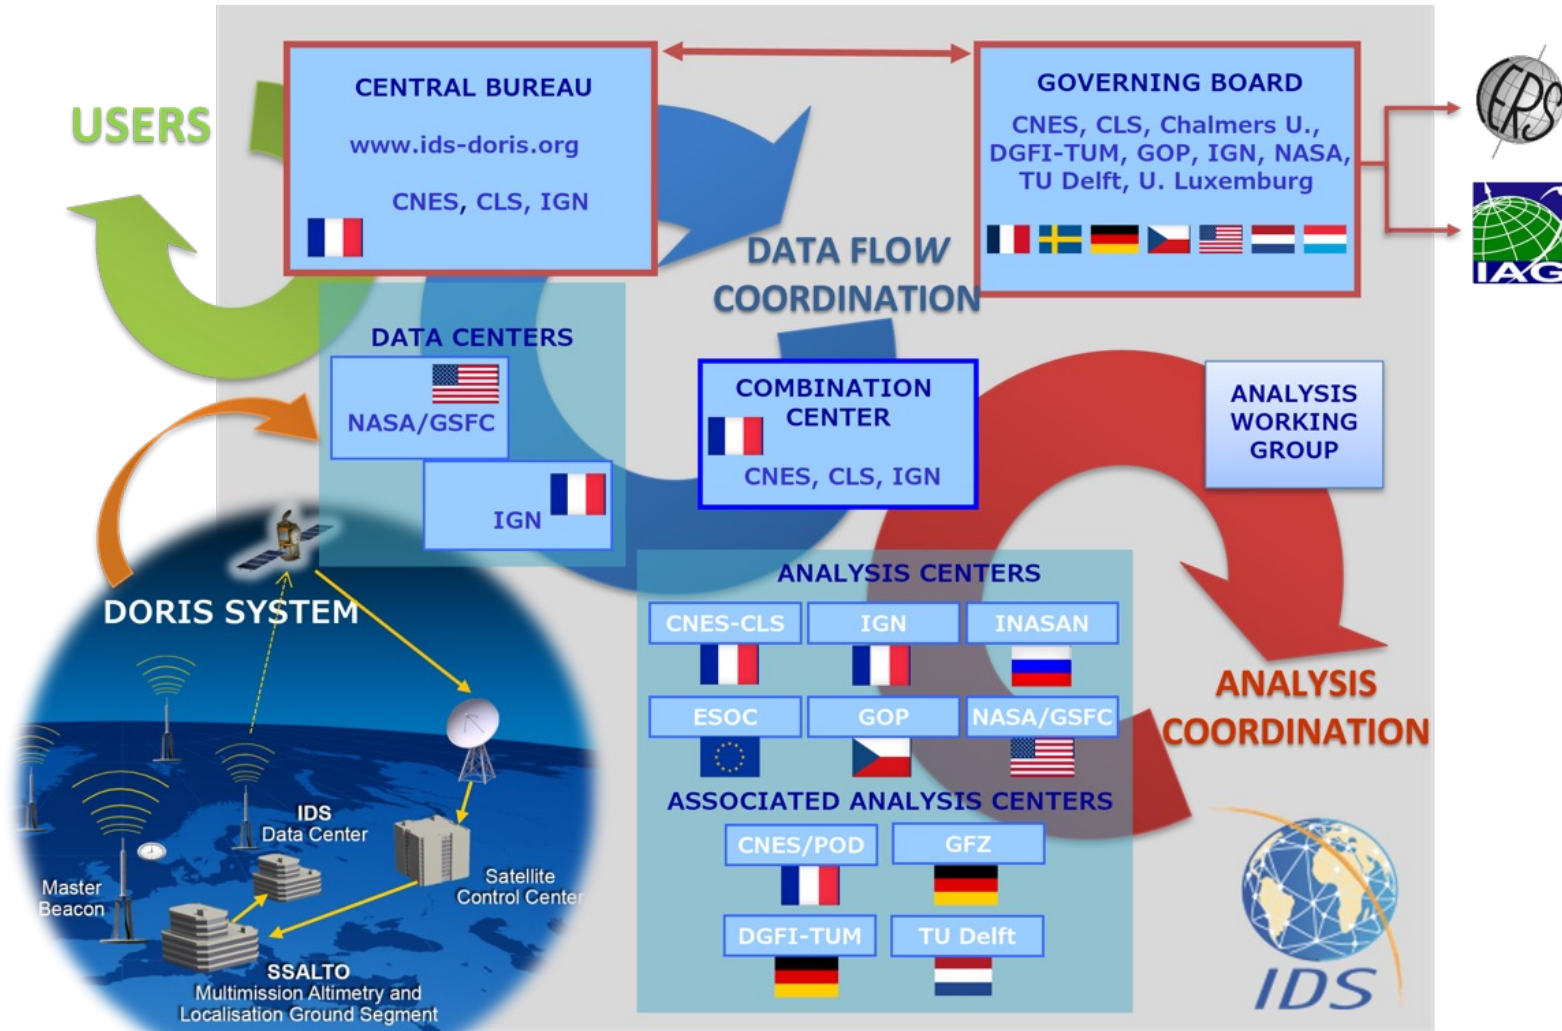 CENTRAL BUREAU
www.ids-doris.org
CNES, CLS, IGN
GOVERNING BOARD
CNES, CLS, Chalmers U.,
DGFI-TUM, GOP, IGN, NASA,
TU Delft, U. Luxemburg
IERS
IAG
USERS
DATA FLOW
COORDINATION
DATA CENTERS
NASA/GSFC
IGN
COMBINATION
CENTER
CNES, CLS, IGN
ANALYSIS
WORKING
GROUP
ANALYSIS CENTERS
CNES-CLS
IGN
INASAN
ESOC
GOP
NASA/GSFC
ASSOCIATED ANALYSIS CENTERS
CNES/POD
GFZ
DGFI-TUM
TU Delft
ANALYSIS
COORDINATION
DORIS SYSTEM
IDS
Data Center
Master
Beacon
Satellite
Control Center
SSALTO
Multimission Altimetry and
Localisation Ground Segment
IDS